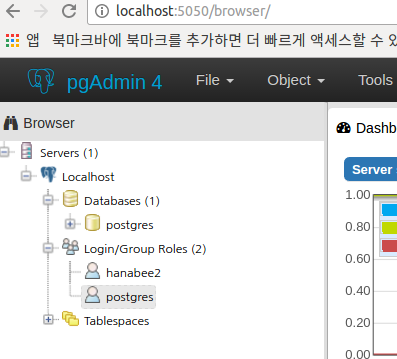 localhost:5050/browser/
앱 북마크바에 북마크를 추가하면 더 빠르게 액세스할 수 있
pgAdmin 4 File Object Tools
Browser
Dashb
Servers (1)
Localhost
Server
Databases (1)
1.00
postgres
0.80
Login/Group Roles (2)
0.60
hanabee2
0.40
postgres
Tablespaces
0.20
0.00